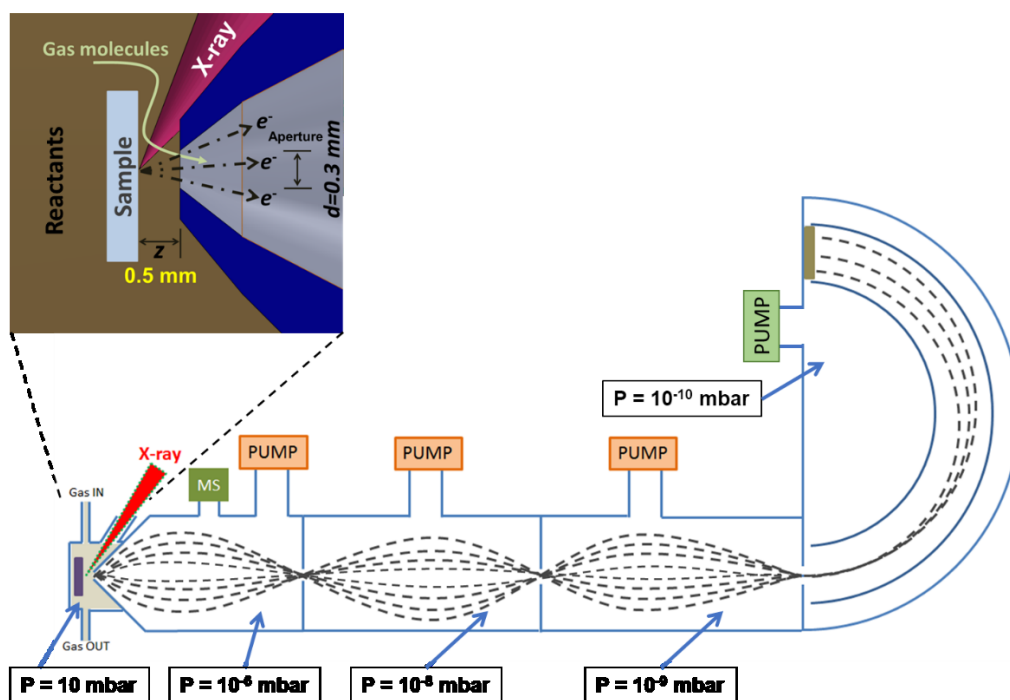 Gas molecules
X-ray
Reactants
Sample
e-
Aperture
e-
e-
d=0.3 mm
z
0.5 mm
PUMP
P = 10-10 mbar
X-ray
Gas IN
MS
PUMP
PUMP
PUMP
Gas OUT
P = 10 mbar
P = 10-6 mbar
P = 10-8 mbar
P = 10-9 mbar